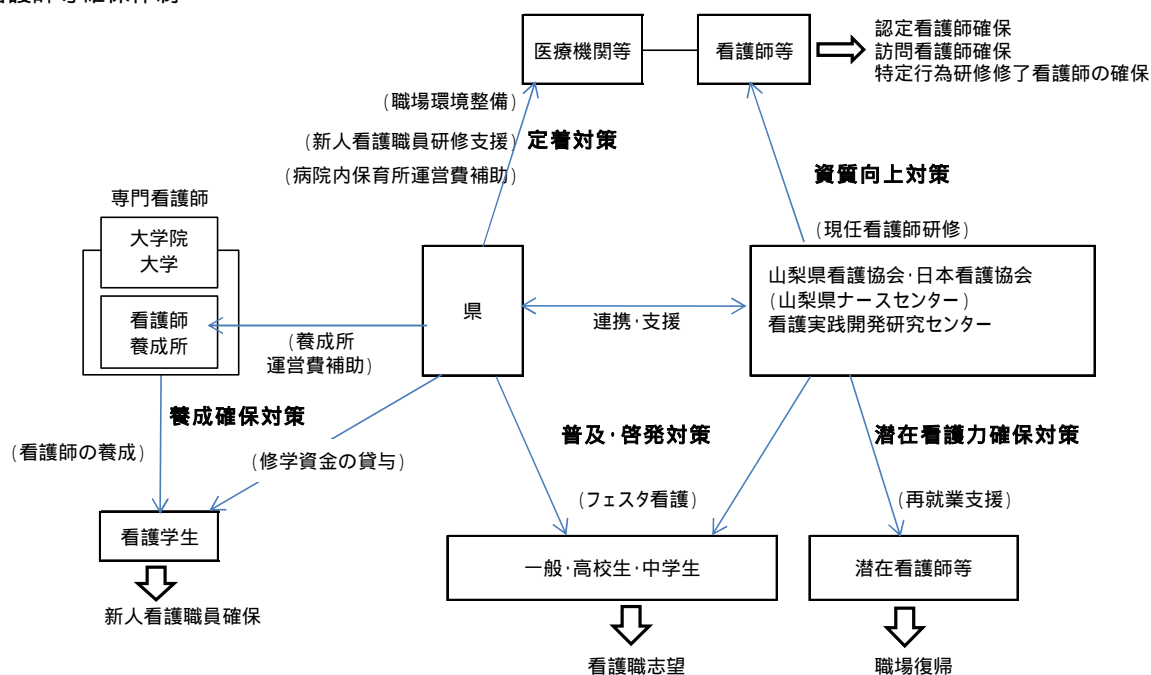 医療機関等
看護師等
認定看護師確保
訪問看護師確保
特定行為研修修了看護師の確保
(職場環境整備)
(新人看護職員研修支援)
定着対策
(病院内保育所運営費補助)
資質向上対策
(現任看護師研修)
専門看護師
大学院
大学
看護師
養成所
県
連携・支援
山梨県看護協会・日本看護協会
(山梨県ナースセンター)
看護実践開発研究センター
(養成所
運営費補助)
養成確保対策
(看護師の養成)
(修学資金の貸与)
普及・啓発対策
潜在看護力確保対策
(フェスタ看護)
(再就業支援)
看護学生
一般・高校生・中学生
潜在看護師等
新人看護職員確保
看護職志望
職場復帰